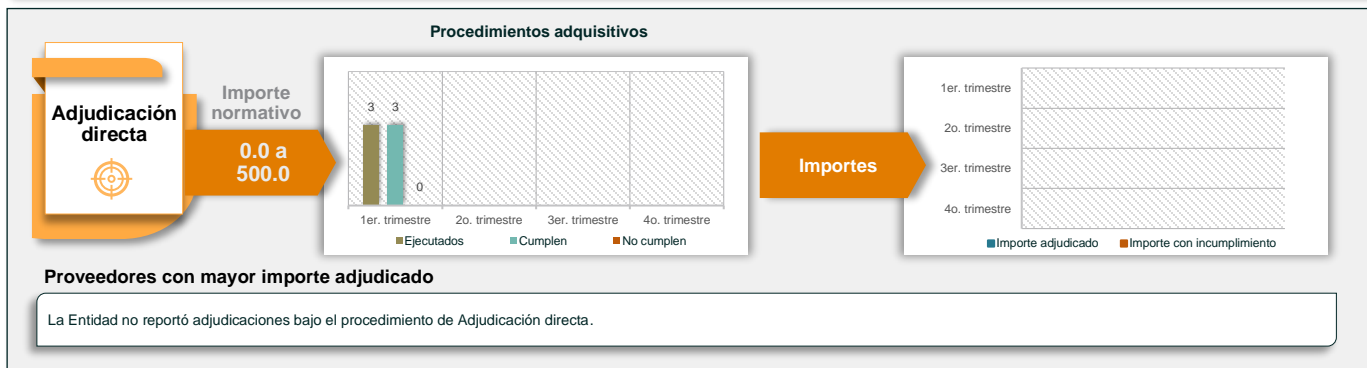 Procedimientos adquisitivos
Adjudicación
directa
Importe
normativo
0.0 a
500.0
3 3
0
1er. trimestre 2o. trimestre 3er. trimestre 4o. trimestre
Ejecutados Cumplen No cumplen
Importes
1er. trimestre
2o. trimestre
3er. trimestre
4o. trimestre
Importe adjudicado Importe con incumplimiento
Proveedores con mayor importe adjudicado
La Entidad no reportó adjudicaciones bajo el procedimiento de Adjudicación directa.